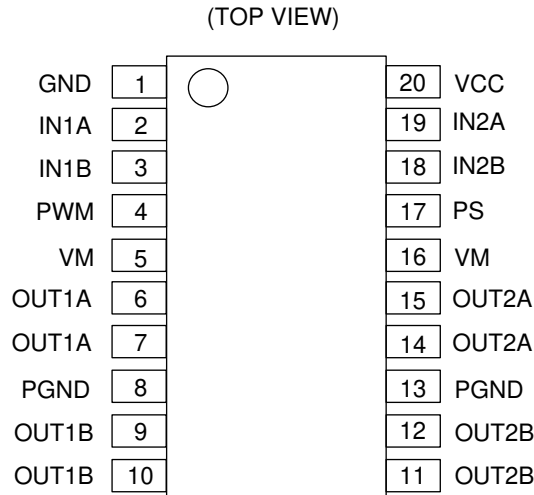 (TOP VIEW)
GND 1 20 VCC
IN1A 2 19 IN2A
IN1B 3 18 IN2B
PWM 4 17 PS
VM 5 16 VM
OUT1A 6 15 OUT2A
OUT1A 7 14 OUT2A
PGND 8 13 PGND
OUT1B 9 12 OUT2B
OUT1B 10 11 OUT2B